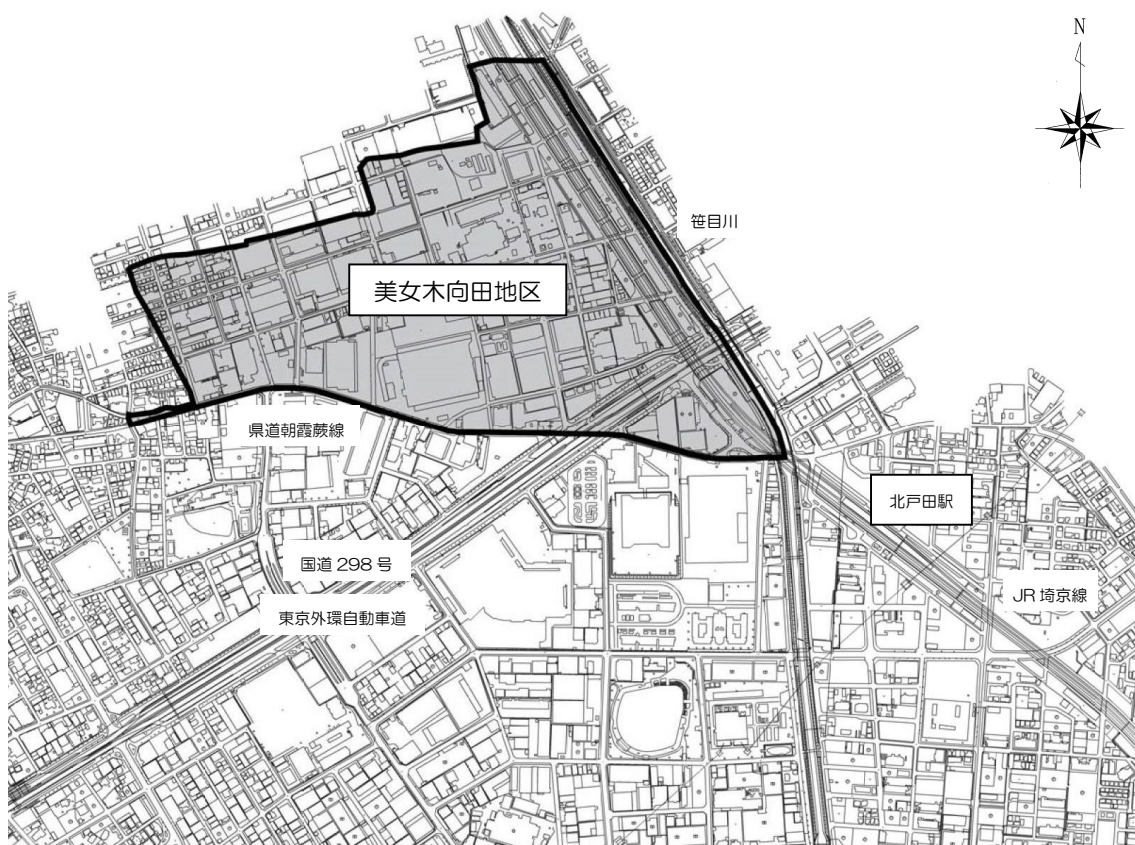 N
笹目川
美女木向田地区
県道朝霞蕨線
北戸田駅
国道 298 号
JR 埼京線
東京外環自動車道